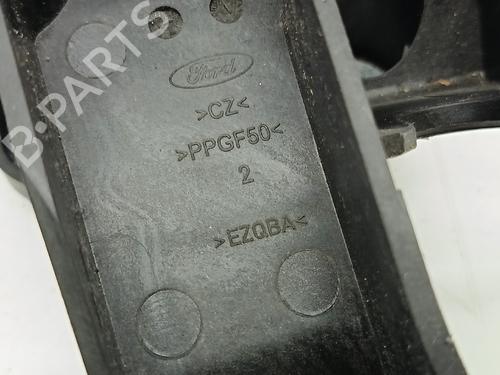 B-PARTS
Ford
>CZ<
>PPGF50<
2
>EZQBA<